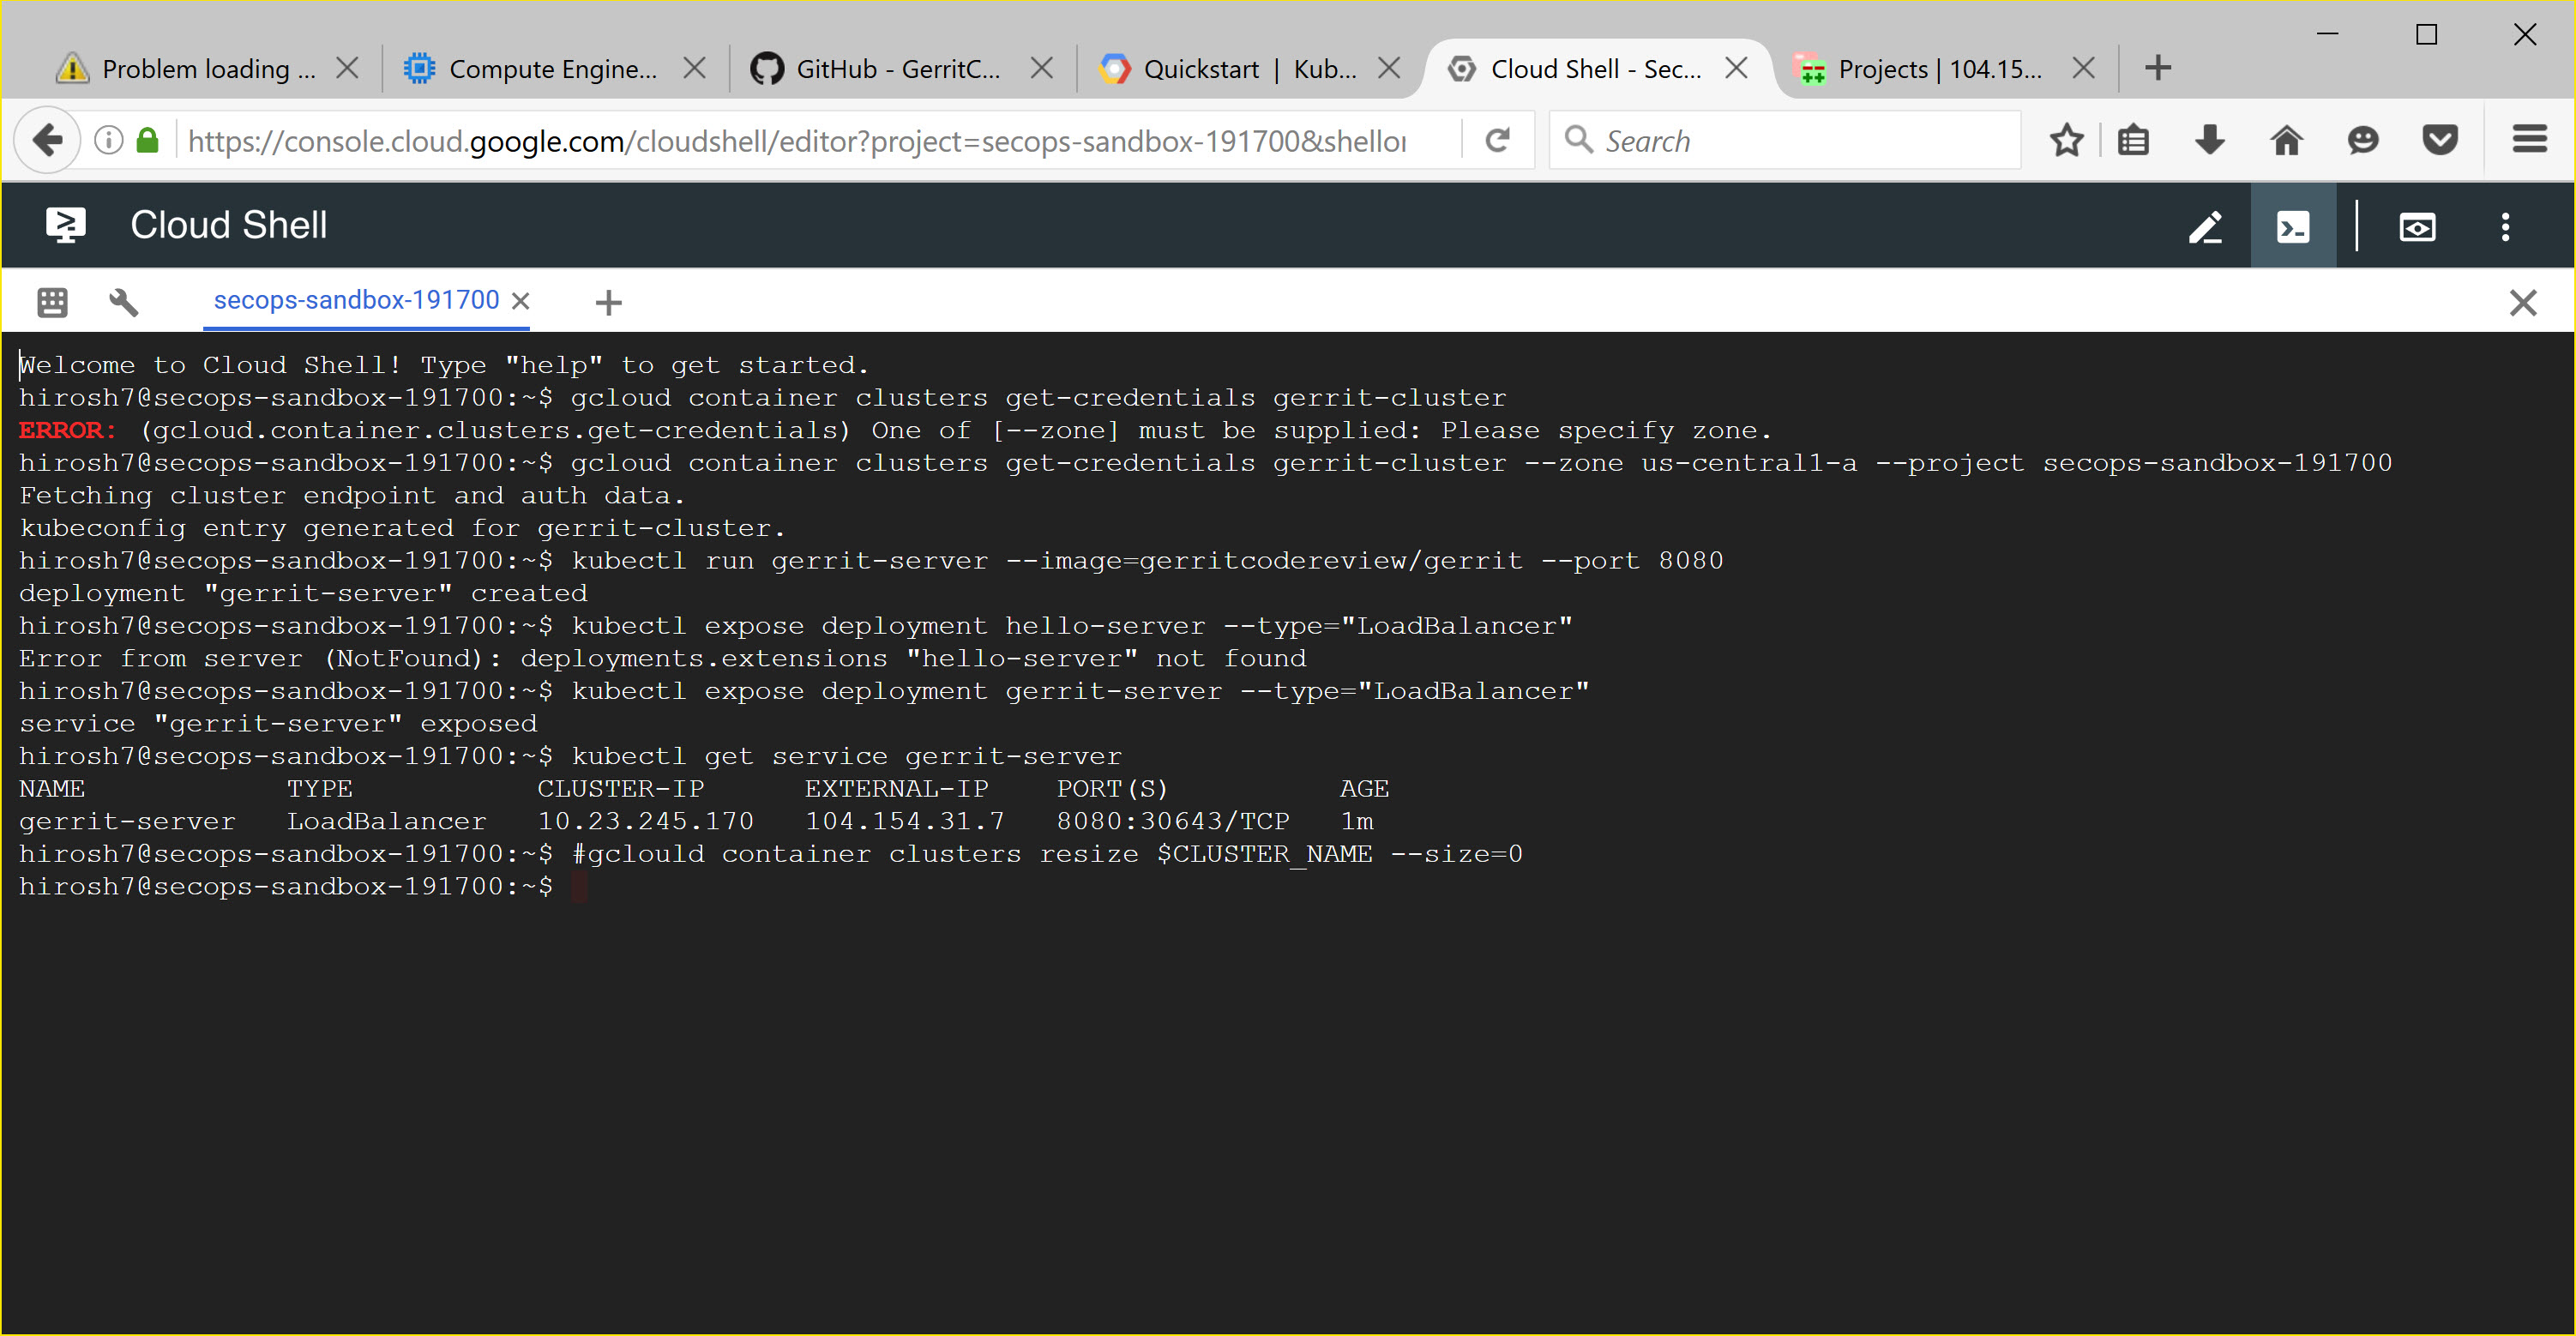 Problem loading ...
Compute Engine...
GitHub - GerritC...
Quickstart | Kub...
Cloud Shell - Sec...
Projects | 104.15...
https://console.cloud.google.com/cloudshell/editor?project=secops-sandbox-191700&shellor
Search
Cloud Shell
secops-sandbox-191700
Welcome to Cloud Shell! Type "help" to get started.
hirosh7@secops-sandbox-191700:~$ gcloud container clusters get-credentials gerrit-cluster
ERROR: (gcloud.container.clusters.get-credentials) One of [--zone] must be supplied: Please specify zone.
hirosh7@secops-sandbox-191700:~$ gcloud container clusters get-credentials gerrit-cluster --zone us-central1-a --project secops-sandbox-191700
Fetching cluster endpoint and auth data.
kubeconfig entry generated for gerrit-cluster.
hirosh7@secops-sandbox-191700:~$ kubectl run gerrit-server --image=gerritcodereview/gerrit --port 8080
deployment "gerrit-server" created
hirosh7@secops-sandbox-191700:~$ kubectl expose deployment hello-server --type="LoadBalancer"
Error from server (NotFound): deployments.extensions "hello-server" not found
hirosh7@secops-sandbox-191700:~$ kubectl expose deployment gerrit-server --type="LoadBalancer"
service "gerrit-server" exposed
hirosh7@secops-sandbox-191700:~$ kubectl get service gerrit-server
NAME TYPE CLUSTER-IP EXTERNAL-IP PORT(S) AGE
gerrit-server LoadBalancer 10.23.245.170 104.154.31.7 8080:30643/TCP 1m
hirosh7@secops-sandbox-191700:~$ #gclould container clusters resize $CLUSTER_NAME --size=0
hirosh7@secops-sandbox-191700:~$